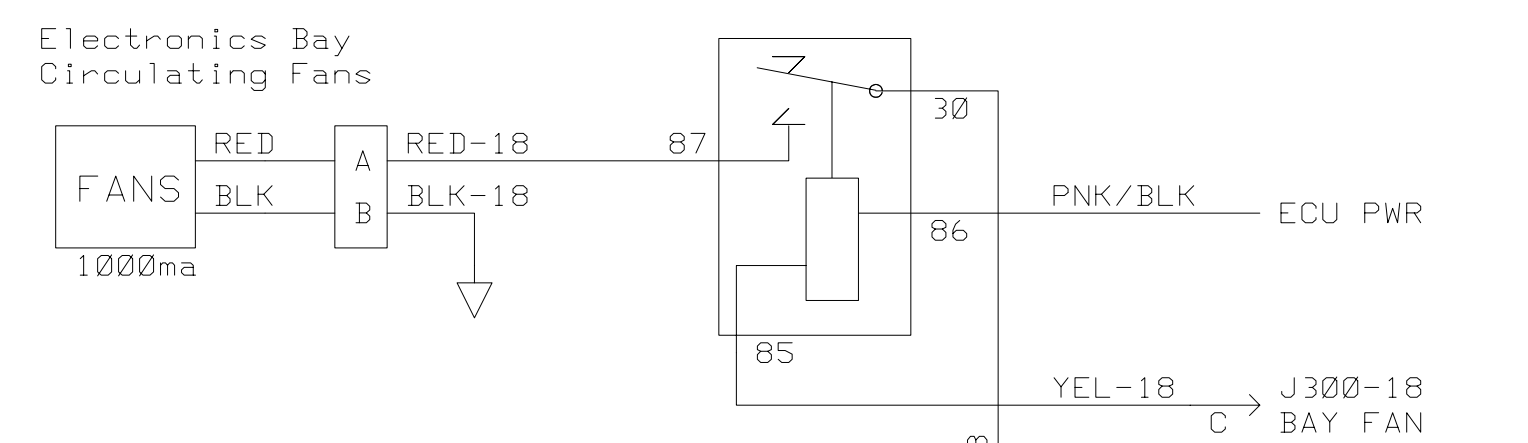 Electronics Bay
Circulating Fans
30
RED
A
RED-18
87
FANS
BLK
B
BLK-18
PNK/BLK
ECU PWR
86
1000ma
85
YEL-18
J300-18
C
BAY FAN